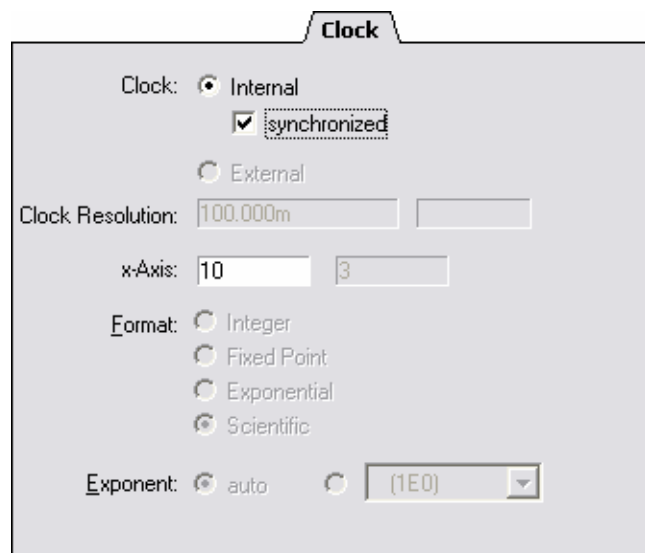 Clock
Clock: Internal
synchronized
External
Clock Resolution: 100.000m
x-Axis: 10 3
Format: Integer
Fixed Point
Exponential
Scientific
Exponent: auto (1E0)